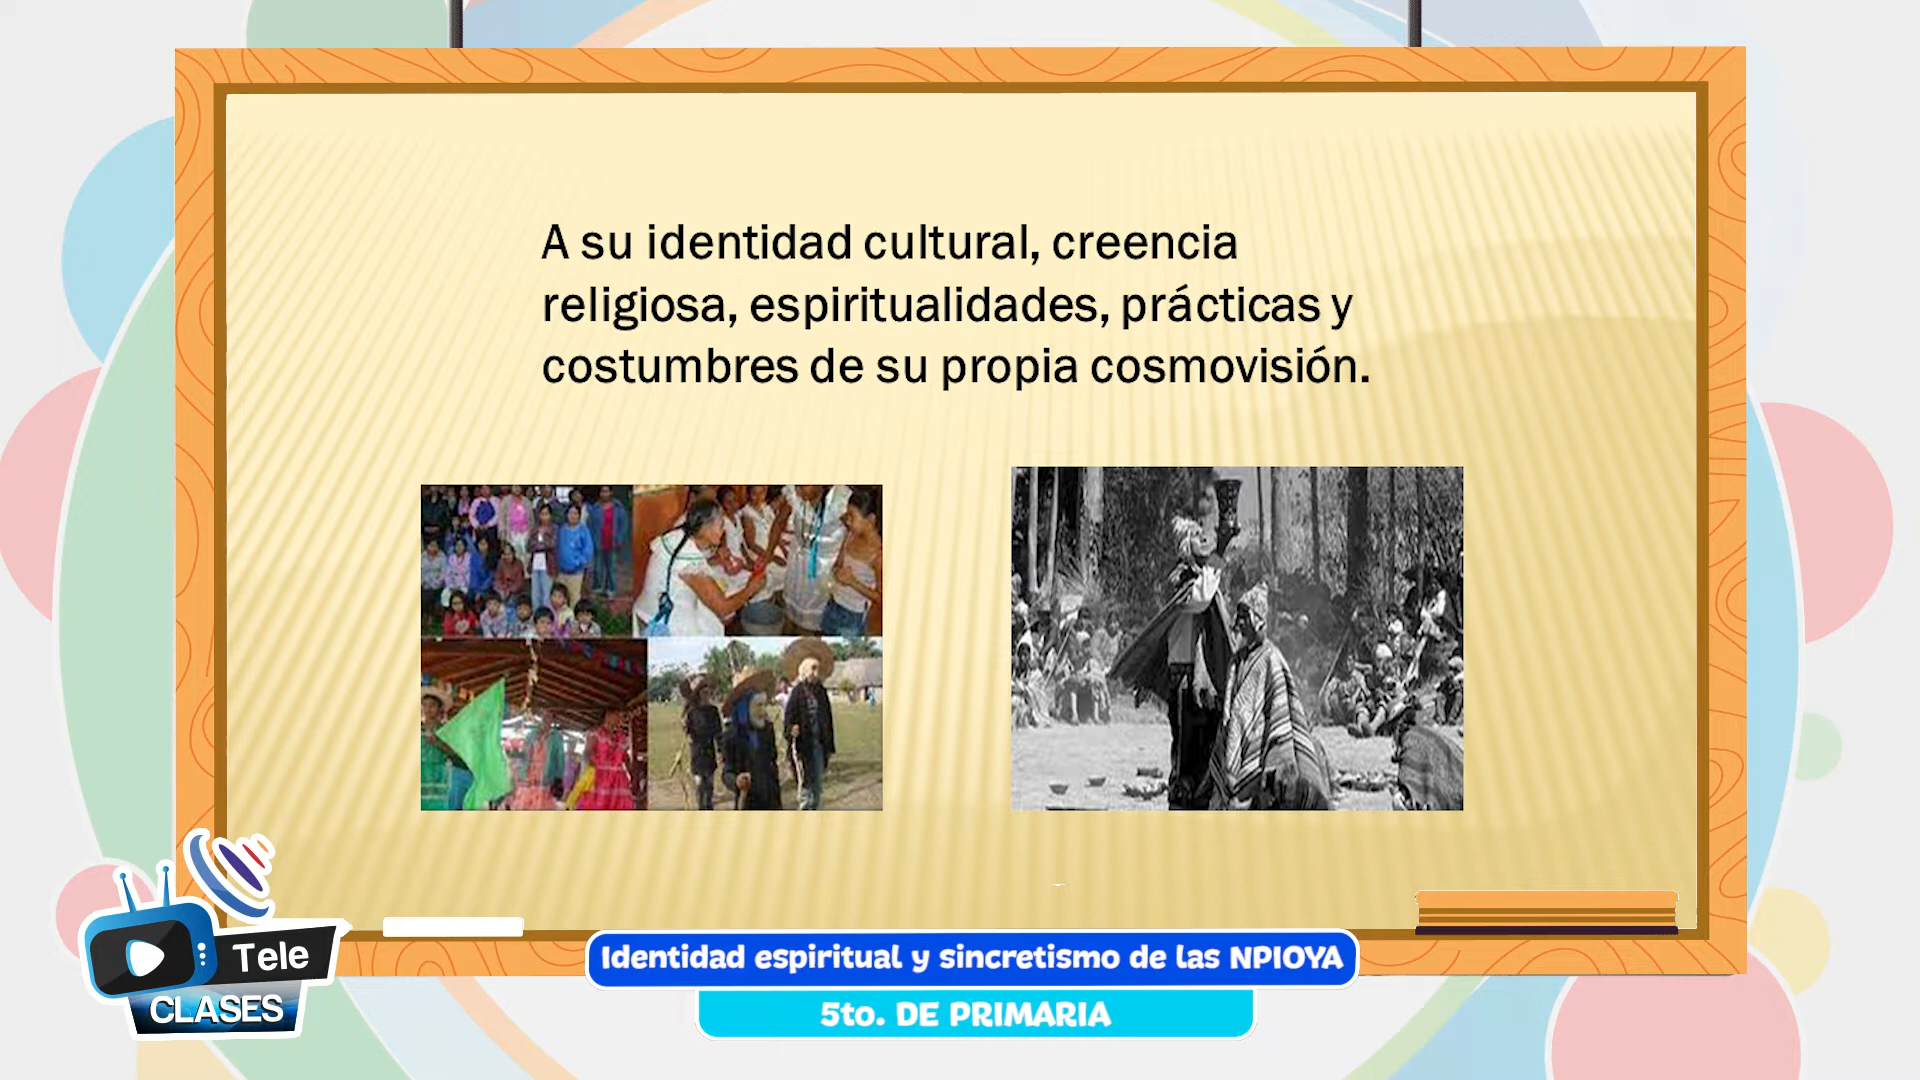 A su identidad cultural, creencia
religiosa, espiritualidades, prácticas y
costumbres de su propia cosmovisión.
Tele
CLASES
Identidad espiritual y sincretismo de las NPIOYA
5to. DE PRIMARIA